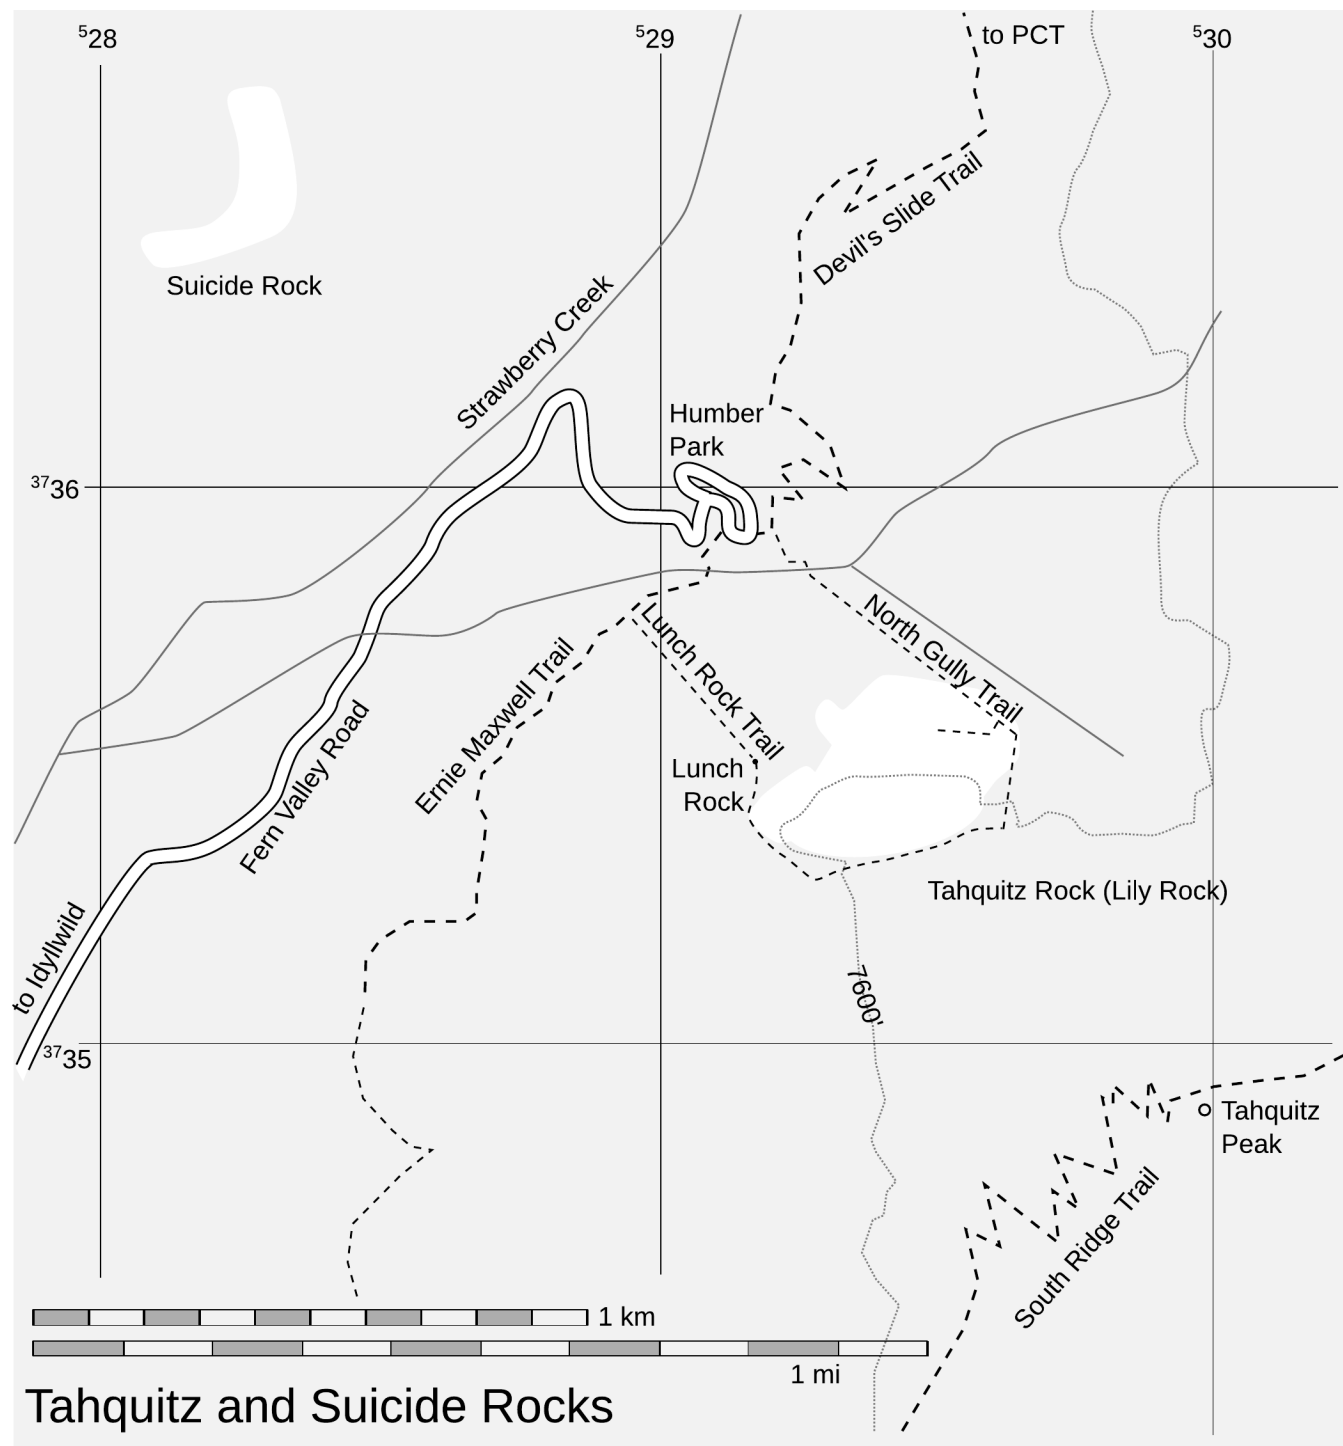 528
529
to PCT
530
Devil's Slide Trail
Suicide Rock
Strawberry Creek
Humber
Park
3736
North Gully Trail
Lunch Rock Trail
Ernie Maxwell Trail
Fern Valley Road
Lunch
Rock
Tahquitz Rock (Lily Rock)
to Idyllwild
7600'
3735
Tahquitz
Peak
South Ridge Trail
1 km
1 mi
Tahquitz and Suicide Rocks